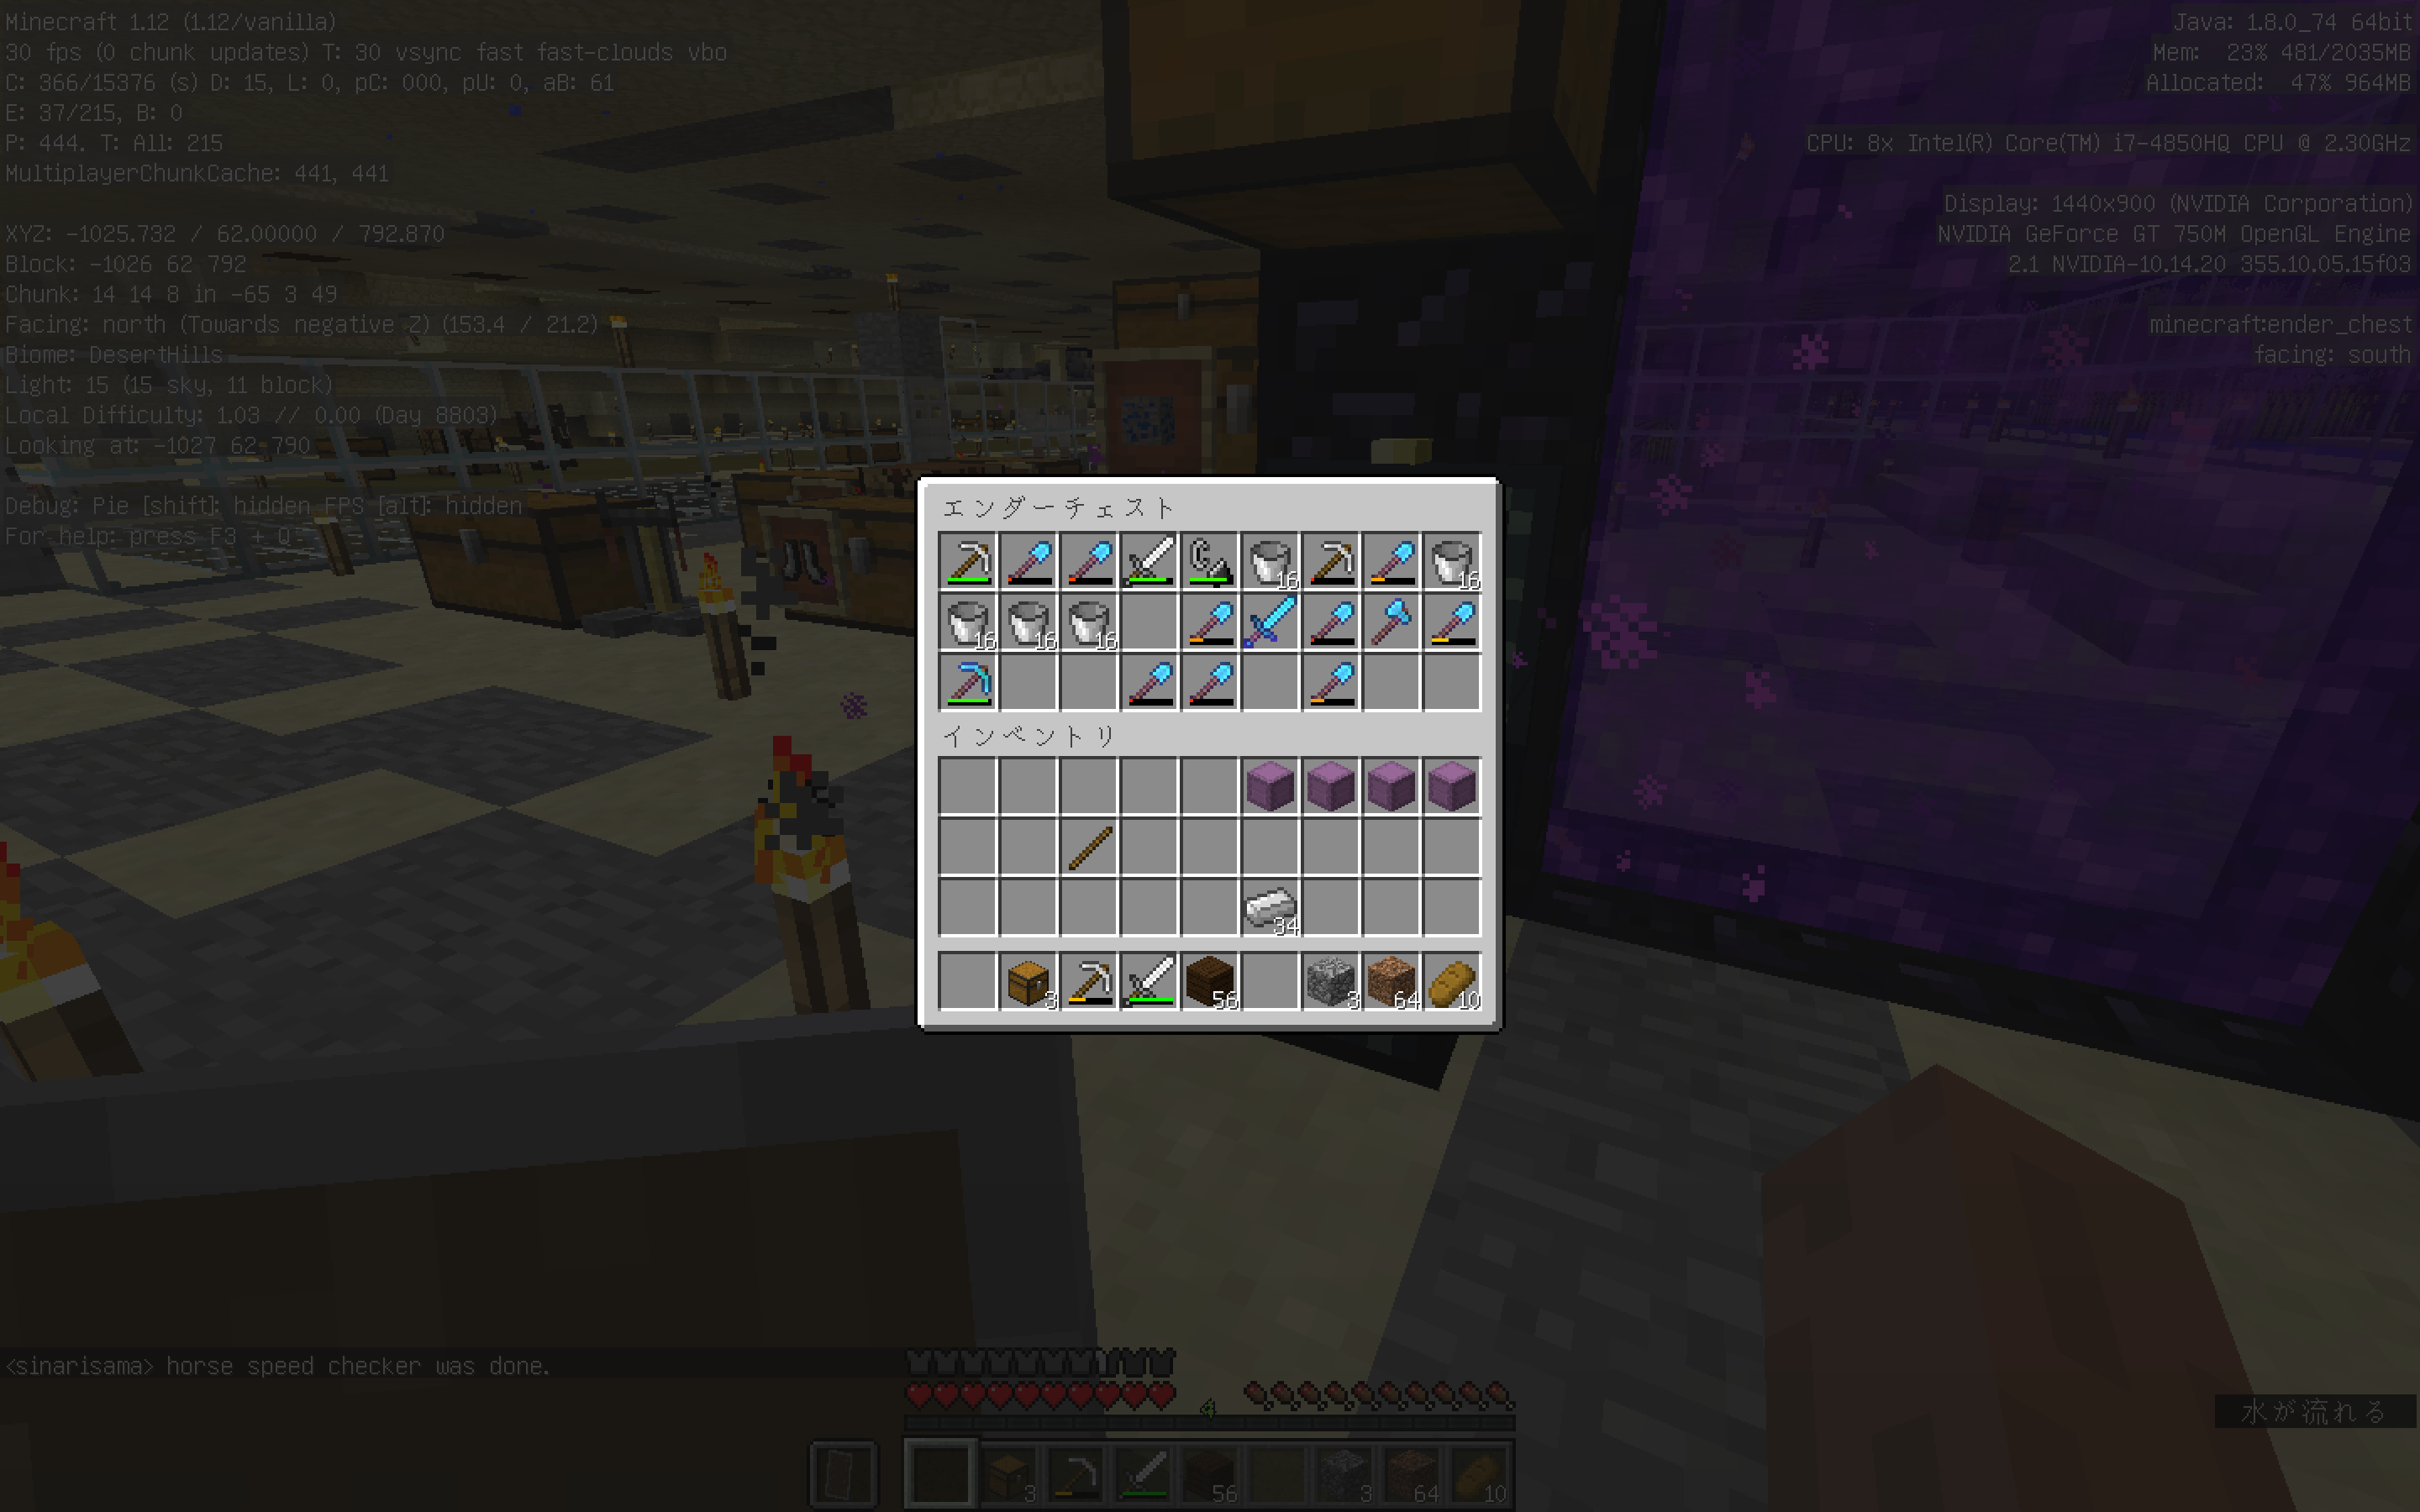 Minecraft 1.12 (1.12/vanilla)
30 fps (0 chunk updates) T: 30 vsync fast fast-clouds vbo
C: 366/15376 (s) D: 15, L: 0, pC: 000, pU: 0, aB: 61
E: 37/215, B: 0
P: 444. T: All: 215
MultiplayerChunkCache: 441, 441
XYZ: -1025.732 / 62.00000 / 792.870
Block: -1026 62 792
Chunk: 14 14 8 in -65 3 49
Facing: north (Towards negative Z) (153.4 / 21.2)
Biome: DesertHills
Light: 15 (15 sky, 11 block)
Local Difficulty: 1.03 // 0.00 (Day 8803)
Looking at: -1027 62 790
Debug: Pie [shift]: hidden FPS [alt]: hidden
For help: press F3 + Q
Java: 1.8.0_74 64bit
Mem: 23% 481/2035MB
Allocated: 47% 964MB
CPU: 8x Intel(R) Core(TM) i7-4850HQ CPU @ 2.30GHz
Display: 1440x900 (NVIDIA Corporation)
NVIDIA GeForce GT 750M OpenGL Engine
2.1 NVIDIA-10.14.20 355.10.05.15f03
minecraft:ender_chest
facing: south
エンダーチェスト
16 16
16 16 16
インベントリ
34
3 56 3 64 10
<sinarisama> horse speed checker was done.
4
水が流れる
3 56 3 64 10